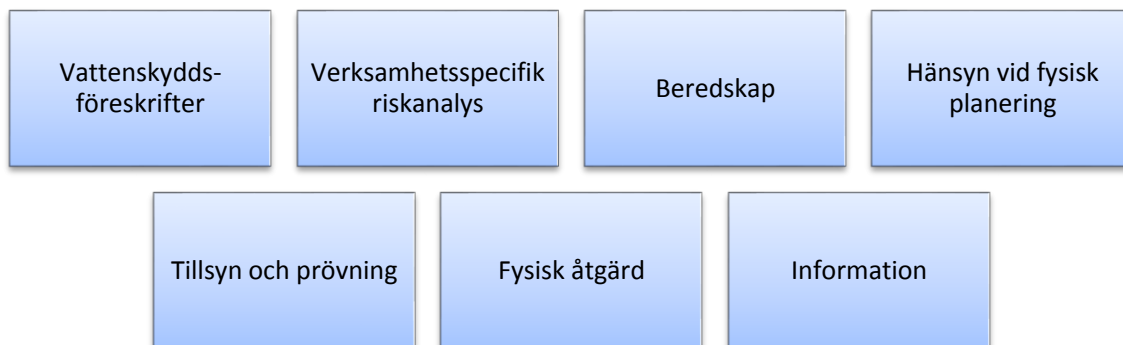 Vattenskydds-
föreskrifter
Verksamhetsspecifik
riskanalys
Beredskap
Hänsyn vid fysisk
planering
Tillsyn och prövning
Fysisk åtgärd
Information